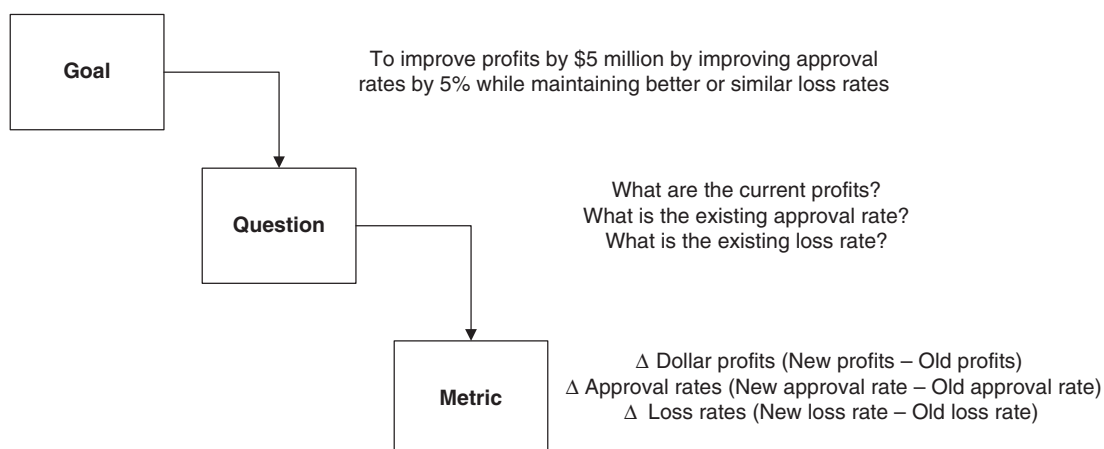 Goal
To improve profits by $5 million by improving approval
rates by 5% while maintaining better or similar loss rates
Question
What are the current profits?
What is the existing approval rate?
What is the existing loss rate?
Metric
Δ Dollar profits (New profits – Old profits)
Δ Approval rates (New approval rate – Old approval rate)
Δ Loss rates (New loss rate – Old loss rate)